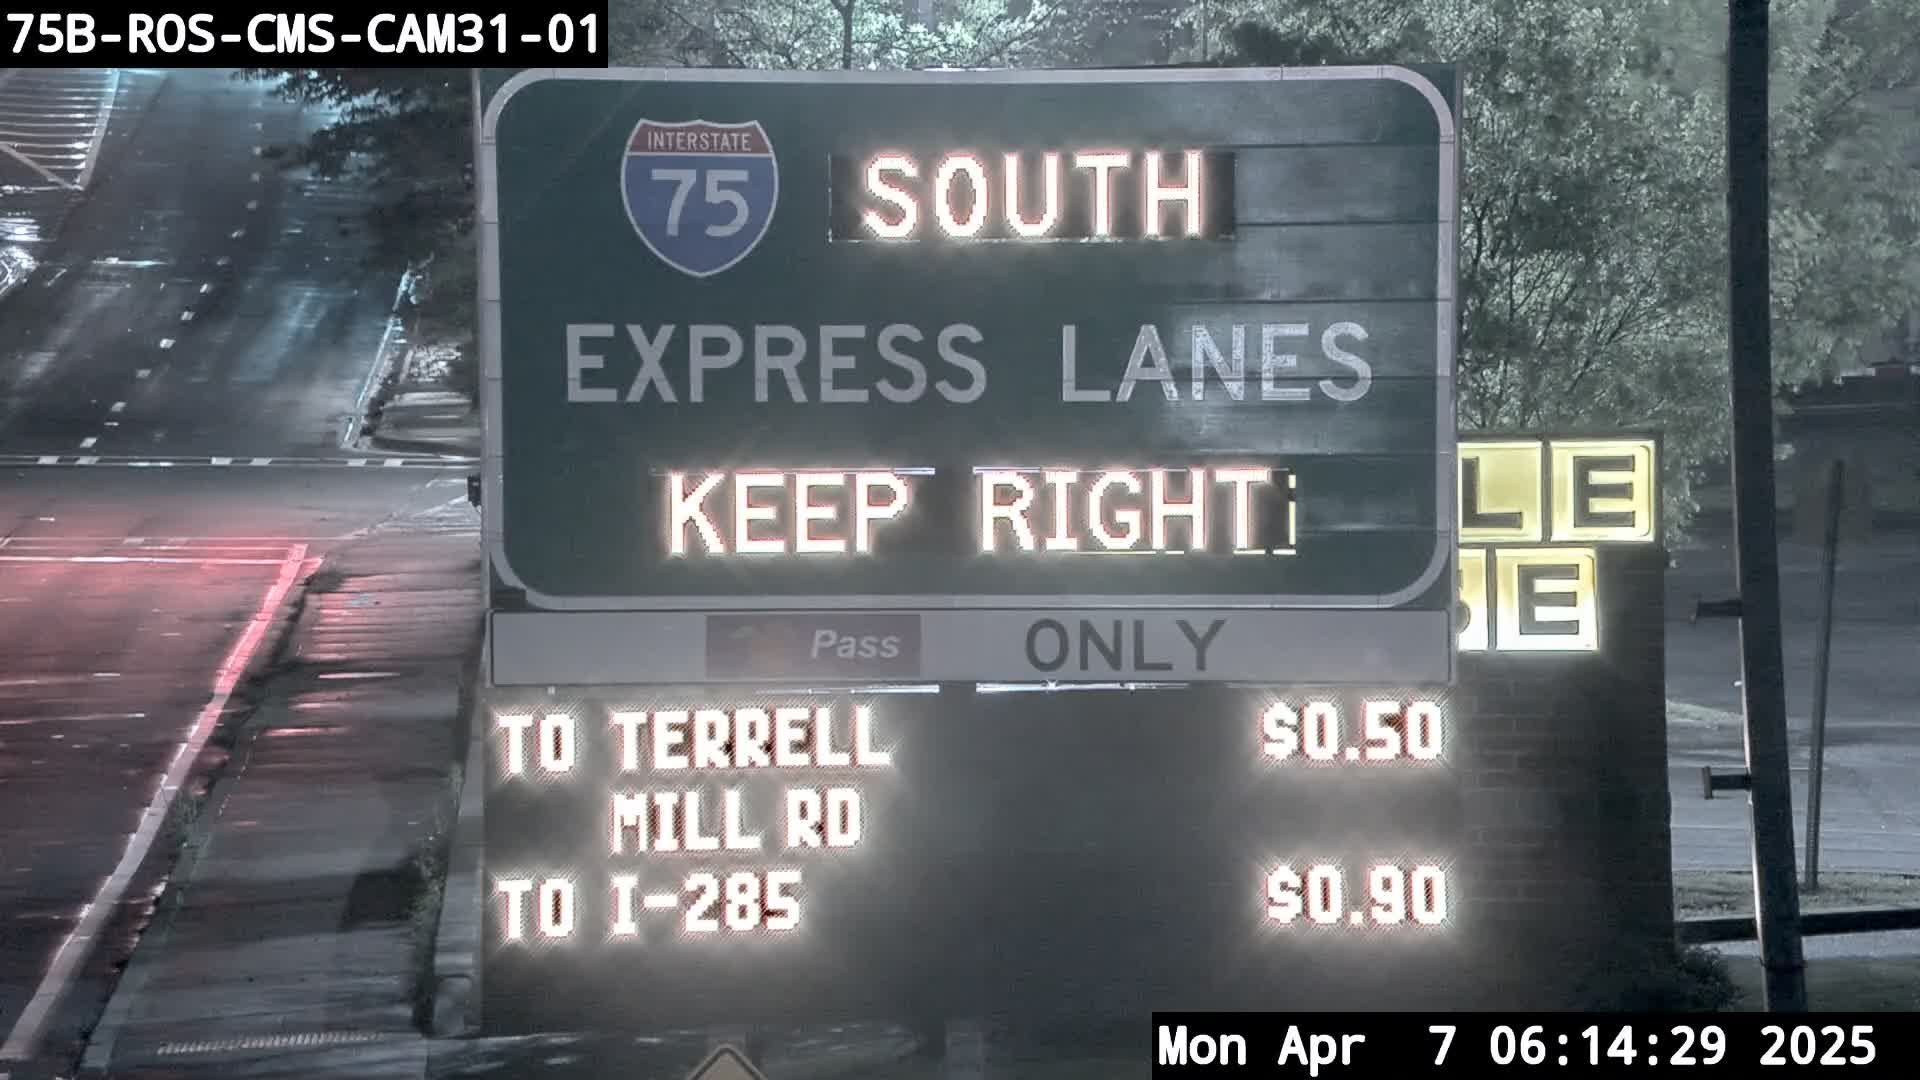 75B-ROS-CMS-CAM31-01
INTERSTATE
75
SOUTH
EXPRESS LANES
KEEP RIGHT
Pass ONLY
LE
E
TO TERRELL $0.50
MILL RD
TO I-285 $0.90
Mon Apr 7 06:14:29 2025